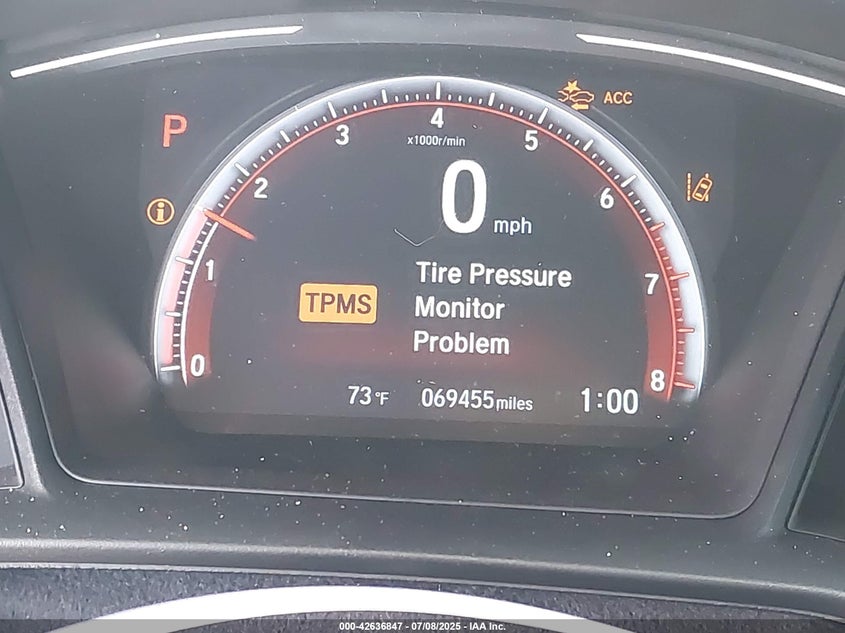 P
ACC
0
1
2
3
4
5
6
7
8
x1000r/min
0 mph
TPMS
Tire Pressure
Monitor
Problem
73°F 069455 miles 1:00
000-42636847 - 07/08/2025 - IAA Inc.